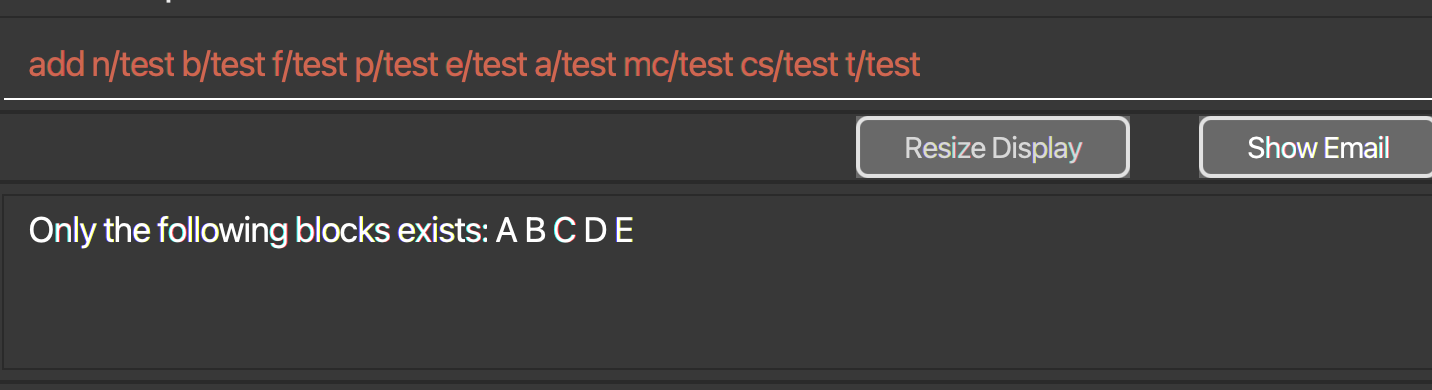 add n/test b/test f/test p/test e/test a/test mc/test cs/test t/test
Resize Display
Show Email
Only the following blocks exists: A B C D E